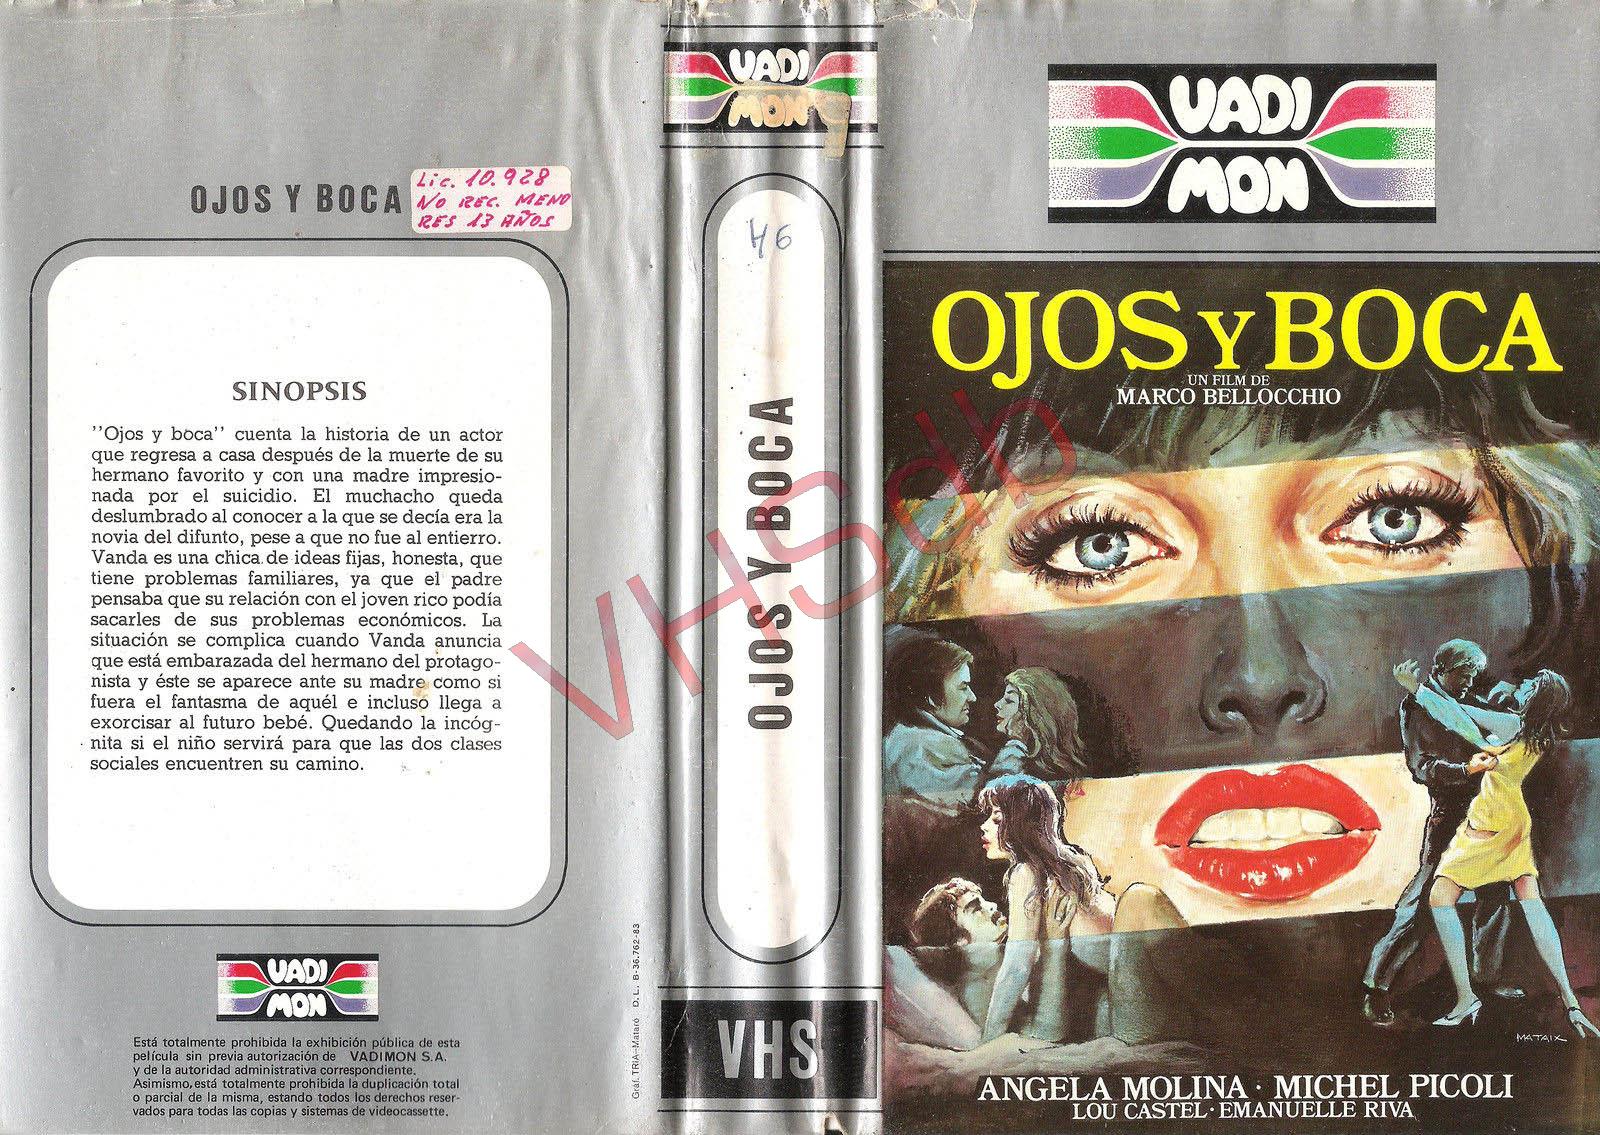 OJOS Y BOCA
Lic. 10.928
NO REC. MENO
RES 13 AÑOS
SINOPSIS
''Ojos y boca'' cuenta la historia de un actor
que regresa a casa después de la muerte de su
hermano favorito y con una madre impresio-
nada por el suicidio. El muchacho queda
deslumbrado al conocer a la que se decía era la
novia del difunto, pese a que no fue al entierro.
Vanda es una chica de ideas fijas, honesta, que
tiene problemas familiares, ya que el padre
pensaba que su relación con el joven rico podía
sacarles de sus problemas económicos. La
situación se complica cuando Vanda anuncia
que está embarazada del hermano del protago-
nista y éste se aparece ante su madre como si
fuera el fantasma de aquél e incluso llega a
exorcisar al futuro bebé. Quedando la incóg-
nita si el niño servirá para que las dos clases
sociales encuentren su camino.
VADI
MON
Está totalmente prohibida la exhibición pública de esta
película sin previa autorización de VADIMON S.A.
y de la autoridad administrativa correspondiente.
Asimismo, está totalmente prohibida la duplicación total
o parcial de la misma, estando todos los derechos reser-
vados para todas las copias y sistemas de videocassette.
Gráf. TRIA-Mataró D. L. B-36.762-83
VADI
MON
46
OJOS Y BOCA
VHS
VHSdb
VADI
MON
OJOS Y BOCA
UN FILM DE
MARCO BELLOCCHIO
MATAIX
ANGELA MOLINA · MICHEL PICOLI
LOU CASTEL · EMANUELLE RIVA